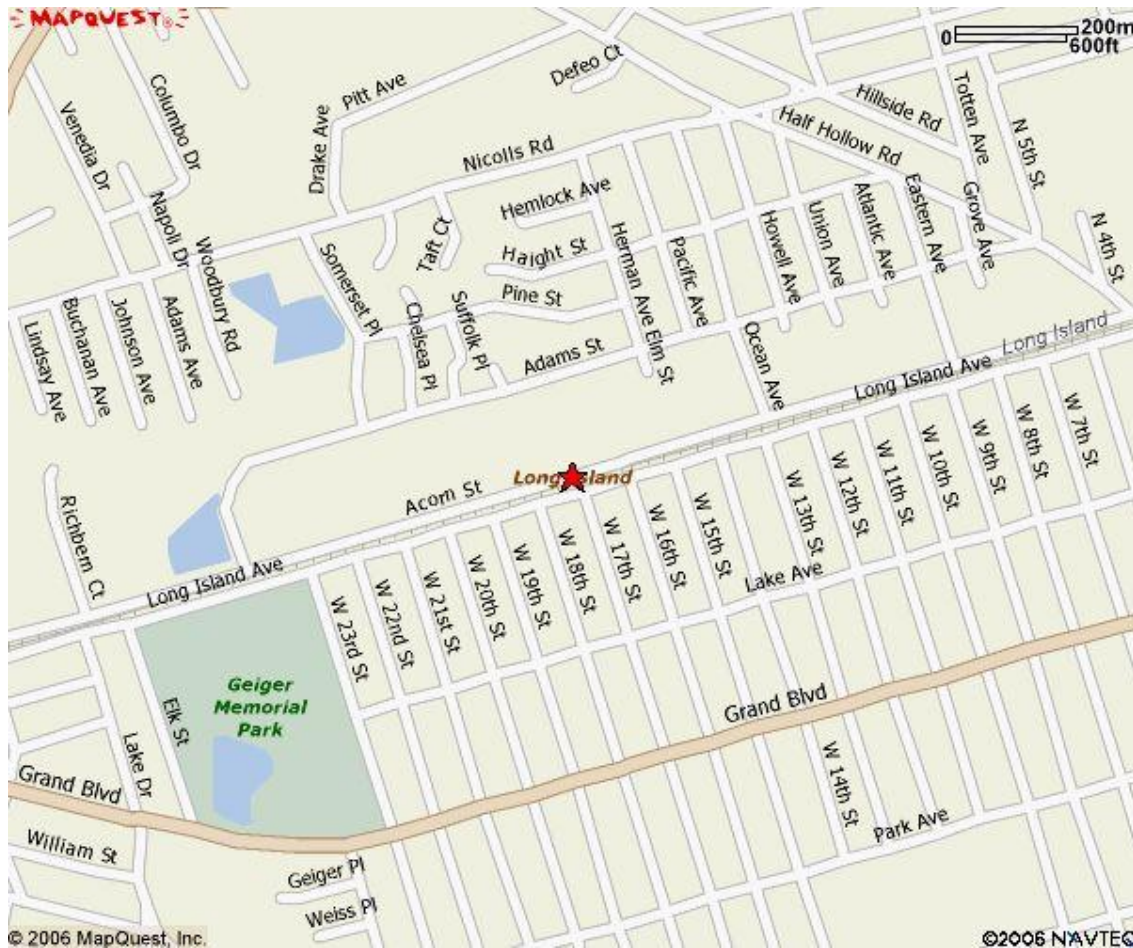 MAPQUEST
0 200m
600ft
Defeo Ct
Pitt Ave
Columbo Dr
Venedia Dr
Drake Ave
Nicolls Rd
Hillside Rd
Half Hollow Rd
Totten Ave
N 5th St
Napoli Dr
Woodbury Rd
Hemlock Ave
Taft Ct
Haight St
Herman Ave
Elm St
Pacific Ave
Howell Ave
Union Ave
Atlantic Ave
Eastern Ave
Grove Ave
N 4th St
Somerset Pl
Pine St
Chelsea Pl
Suffolk Pl
Adams St
Ocean Ave
Lindsay Ave
Buchanan Ave
Johnson Ave
Adams Ave
Long Island
Long Island Ave
Long Island
Acorn St
Richbern Ct
Long Island Ave
W 23rd St
W 22nd St
W 21st St
W 20th St
W 19th St
W 18th St
W 17th St
W 16th St
W 15th St
W 13th St
W 12th St
W 11th St
W 10th St
W 9th St
W 8th St
W 7th St
Lake Ave
Geiger
Memorial
Park
Elk St
Lake Dr
Grand Blvd
Grand Blvd
W 14th St
Park Ave
William St
Geiger Pl
Weiss Pl
© 2006 MapQuest, Inc.
©2006 NAVTEQ